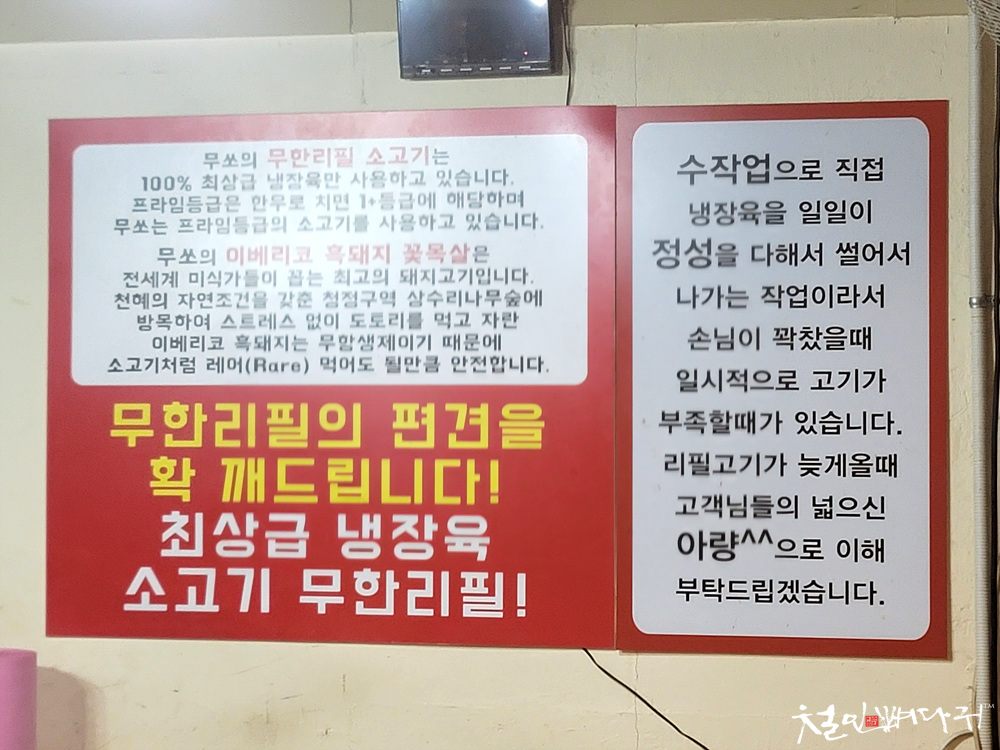 무쏘의 무한리필 소고기는
100% 최상급 냉장육만 사용하고 있습니다.
프라임등급은 한우로 치면 1+등급에 해당하며
무쏘는 프라임등급의 소고기를 사용하고 있습니다.
무쏘의 이베리코 흑돼지 꽃목살은
전세계 미식가들이 꼽는 최고의 돼지고기입니다.
천혜의 자연조건을 갖춘 청정구역 상수리나무숲에
방목하여 스트레스 없이 도토리를 먹고 자란
이베리코 흑돼지는 무항생제이기 때문에
소고기처럼 레어(Rare) 먹어도 될만큼 안전합니다.
무한리필의 편견을
확 깨드립니다!
최상급 냉장육
소고기 무한리필!
수작업으로 직접
냉장육을 일일이
정성을 다해서 썰어서
나가는 작업이라서
손님이 꽉찼을때
일시적으로 고기가
부족할때가 있습니다.
리필고기가 늦게올때
고객님들의 넓으신
아량^^으로 이해
부탁드립겠습니다.
철인뼈다귀™